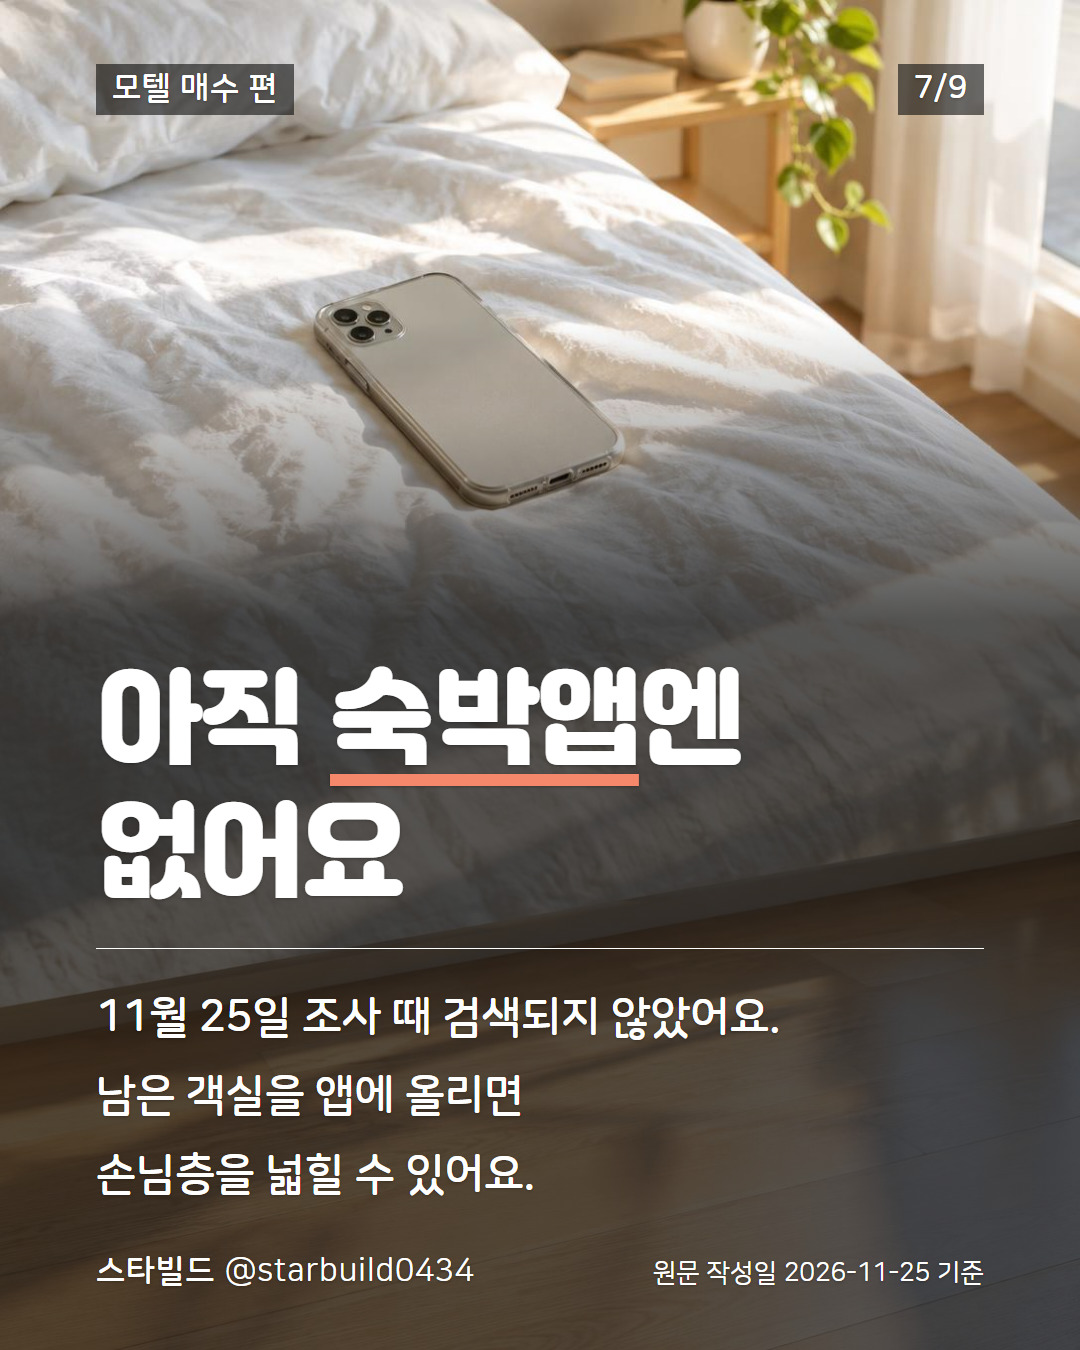 모텔 매수 편
7/9
아직 숙박앱엔
없어요
11월 25일 조사 때 검색되지 않았어요.
남은 객실을 앱에 올리면
손님층을 넓힐 수 있어요.
스타빌드 @starbuild0434
원문 작성일 2026-11-25 기준